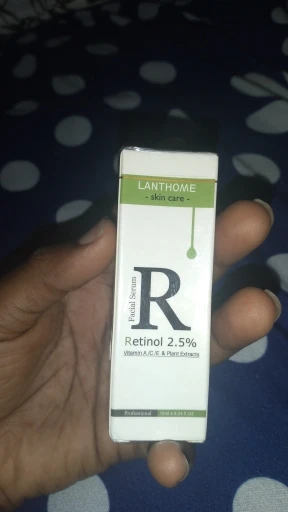 LANTHOME
- skin care -
Facial Serum
R
Retinol 2.5%
Vitamin A /C /E & Plant Extracts
Professional